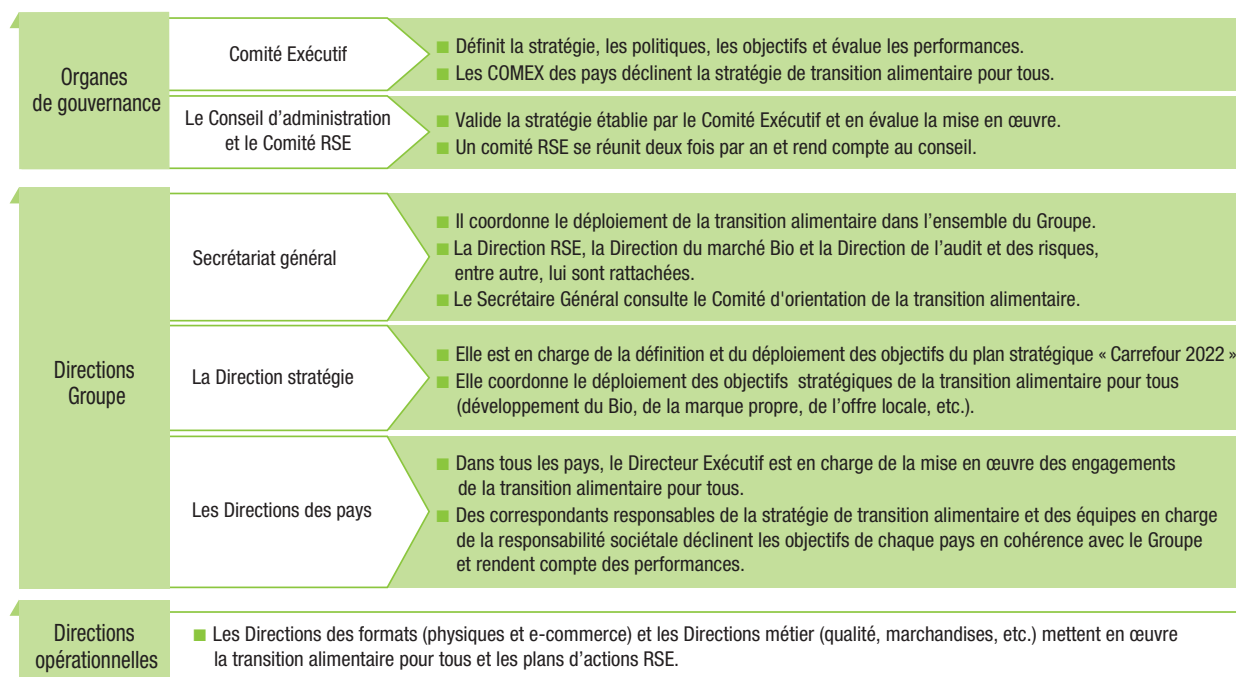 Organes
de gouvernance
Comité Exécutif
■ Définit la stratégie, les politiques, les objectifs et évalue les performances.
■ Les COMEX des pays déclinent la stratégie de transition alimentaire pour tous.
Le Conseil d’administration
et le Comité RSE
■ Valide la stratégie établie par le Comité Exécutif et en évalue la mise en œuvre.
■ Un comité RSE se réunit deux fois par an et rend compte au conseil.
Directions
Groupe
Secrétariat général
■ Il coordonne le déploiement de la transition alimentaire dans l’ensemble du Groupe.
■ La Direction RSE, la Direction du marché Bio et la Direction de l’audit et des risques,
entre autre, lui sont rattachées.
■ Le Secrétaire Général consulte le Comité d'orientation de la transition alimentaire.
La Direction stratégie
■ Elle est en charge de la définition et du déploiement des objectifs du plan stratégique « Carrefour 2022 »
■ Elle coordonne le déploiement des objectifs stratégiques de la transition alimentaire pour tous
(développement du Bio, de la marque propre, de l’offre locale, etc.).
Les Directions des pays
■ Dans tous les pays, le Directeur Exécutif est en charge de la mise en œuvre des engagements
de la transition alimentaire pour tous.
■ Des correspondants responsables de la stratégie de transition alimentaire et des équipes en charge
de la responsabilité sociétale déclinent les objectifs de chaque pays en cohérence avec le Groupe
et rendent compte des performances.
Directions
opérationnelles
■ Les Directions des formats (physiques et e-commerce) et les Directions métier (qualité, marchandises, etc.) mettent en œuvre
la transition alimentaire pour tous et les plans d’actions RSE.